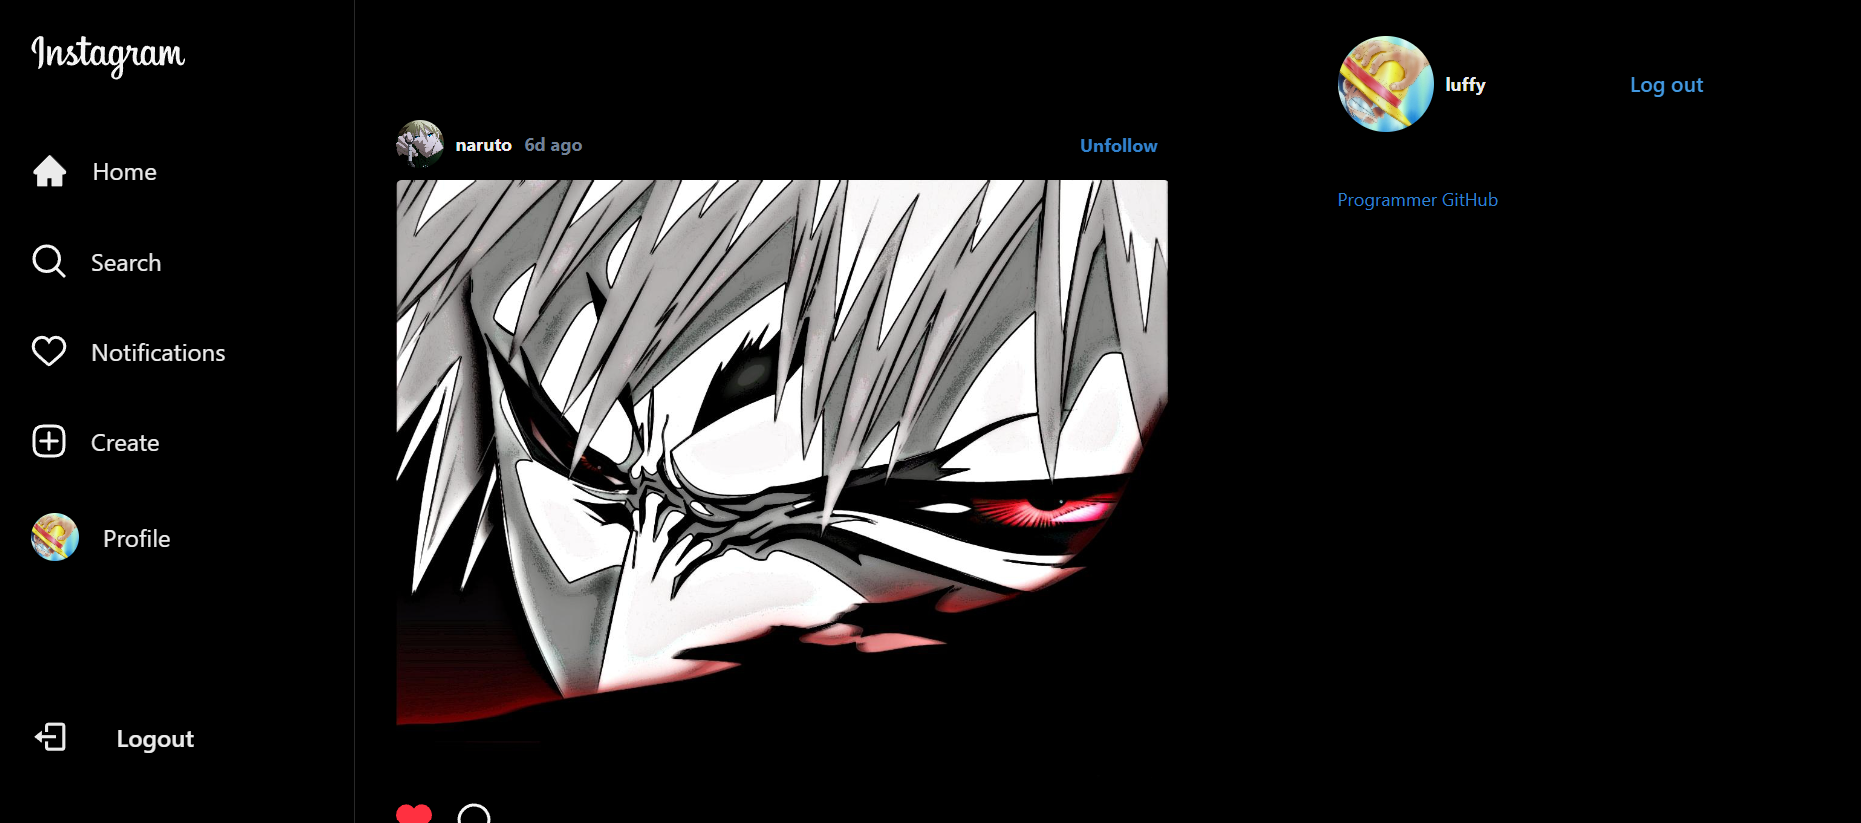 Instagram
Home
Search
Notifications
Create
Profile
Logout
naruto 6d ago
Unfollow
luffy
Log out
Programmer GitHub